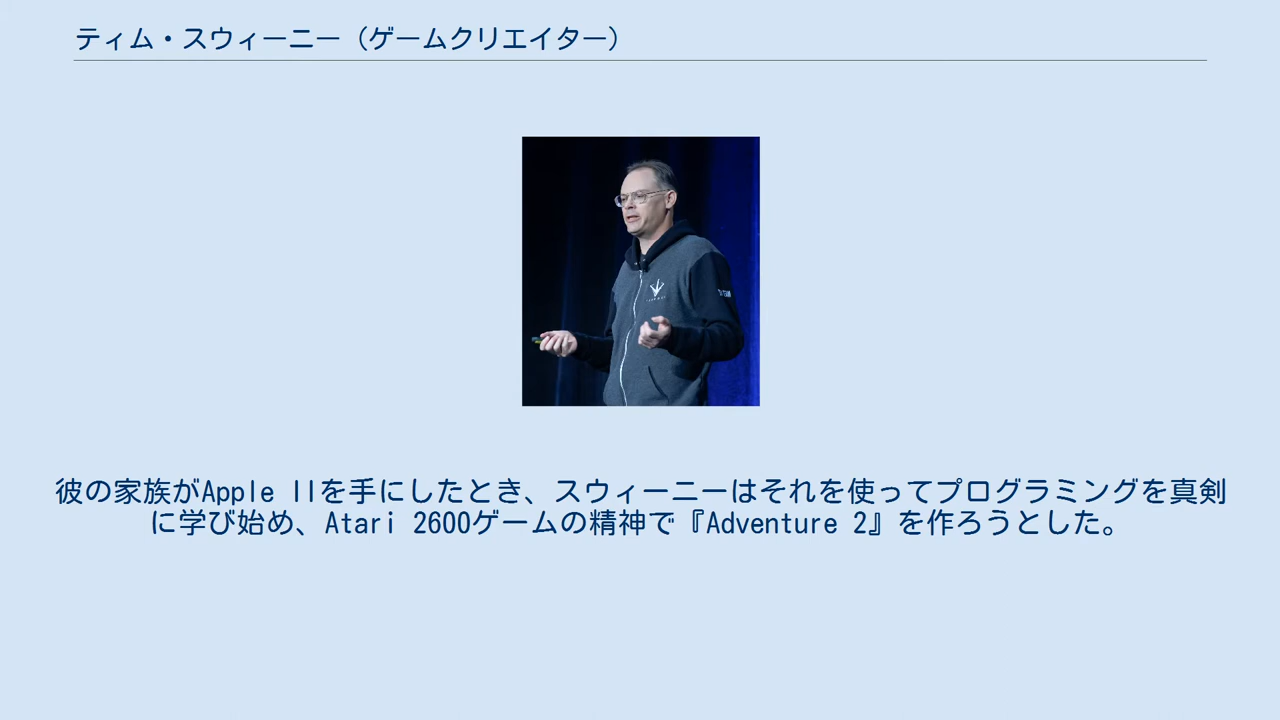 ティム・スウィーニー（ゲームクリエイター）
彼の家族がApple IIを手にしたとき、スウィーニーはそれを使ってプログラミングを真剣
に学び始め、Atari 2600ゲームの精神で『Adventure 2』を作ろうとした。